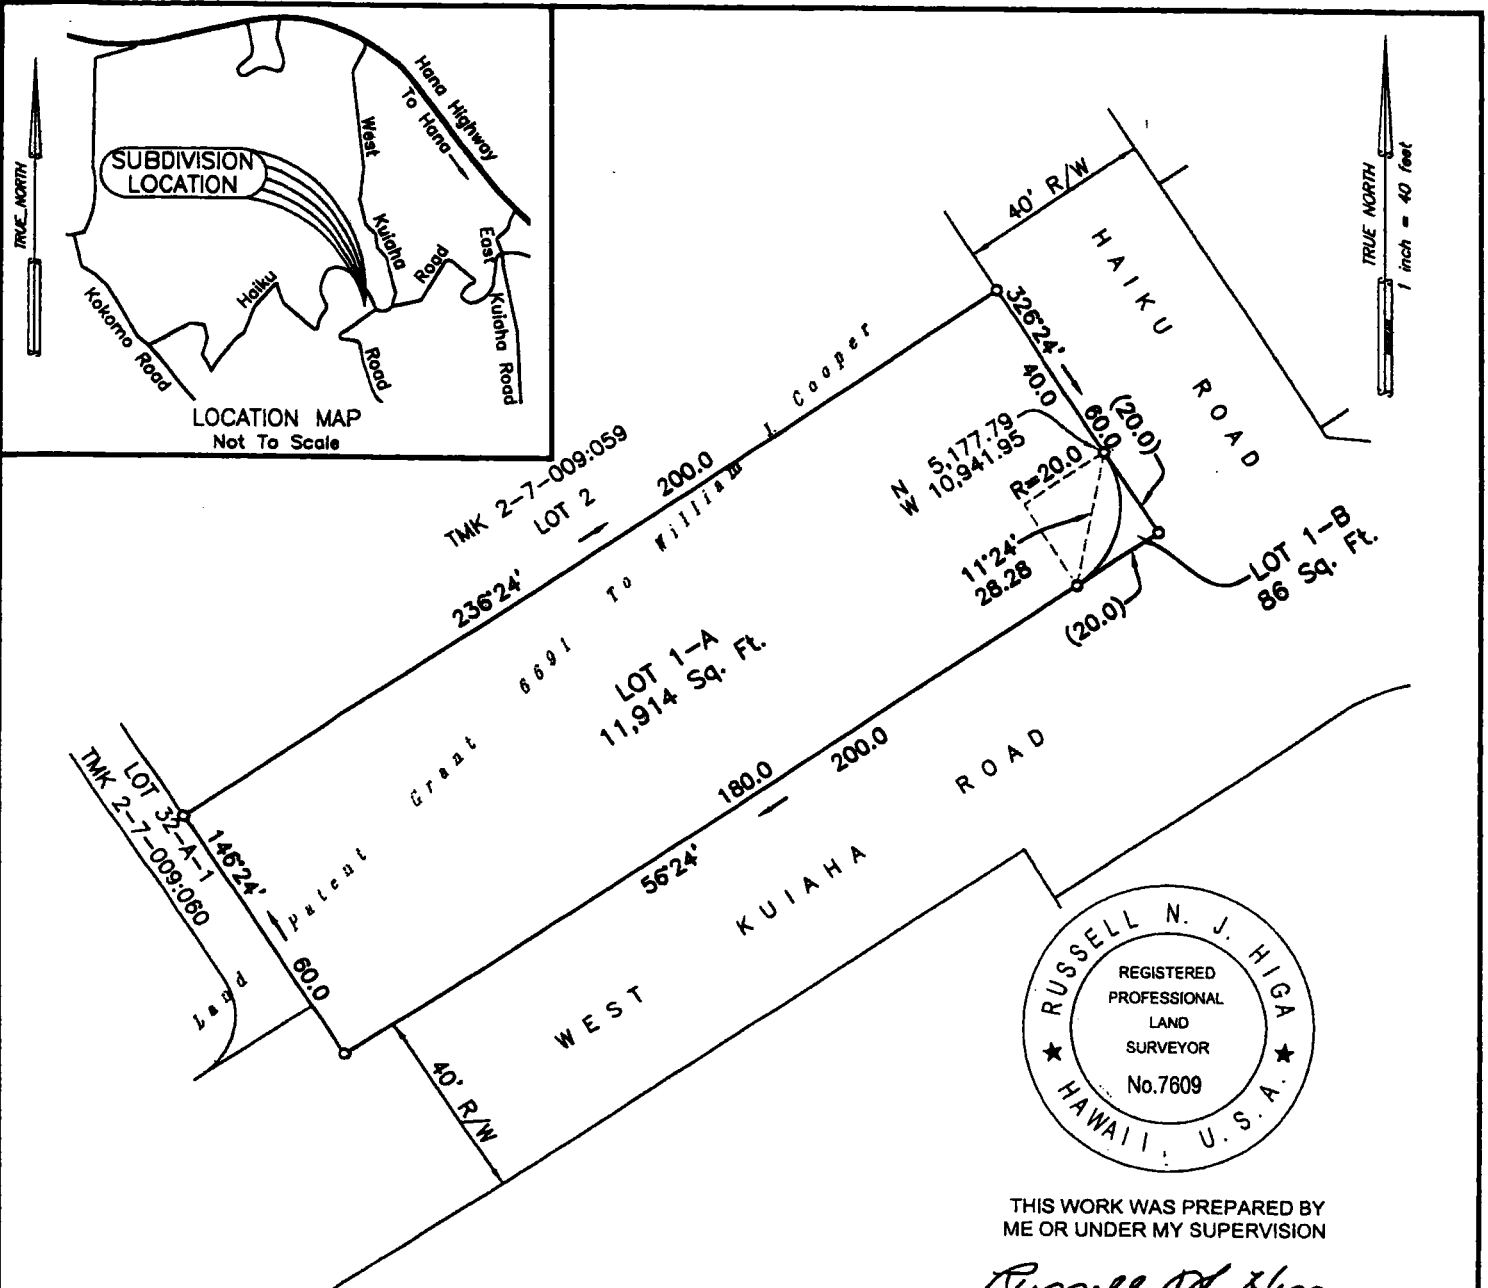 TRUE NORTH
SUBDIVISION
LOCATION
Hana Highway
To Hana
West
Kuiaha
Road
East
Kuiaha Road
Haiku
Road
Kokomo Road
LOCATION MAP
Not To Scale
TRUE NORTH
1 inch = 40 feet
40' R/W
HAIKU ROAD
326°24'
40.0
60.0
(20.0)
N 5,177.79
W 10,941.95
R=20.0
11°24'
28.28
(20.0)
LOT 1-B
86 Sq. Ft.
TMK 2-7-009:059
LOT 2
200.0
236°24'
Land Patent Grant 6691 To William J. Cooper
LOT 1-A
11,914 Sq. Ft.
LOT 32-A-1
TMK 2-7-009:060
146°24'
60.0
180.0
200.0
56°24'
WEST KUIAHA ROAD
40' R/W
RUSSELL N. J. HIGA
REGISTERED
PROFESSIONAL
LAND
SURVEYOR
No.7609
★ HAWAII, U.S.A. ★
THIS WORK WAS PREPARED BY
ME OR UNDER MY SUPERVISION
Russell